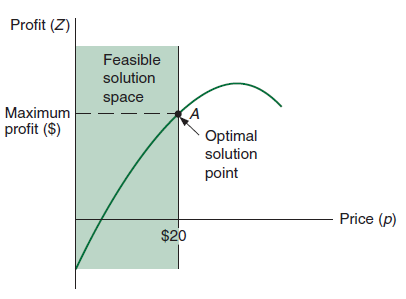 Profit (Z)
Feasible
solution
space
Maximum
profit ($)
A
Optimal
solution
point
Price (p)
$20